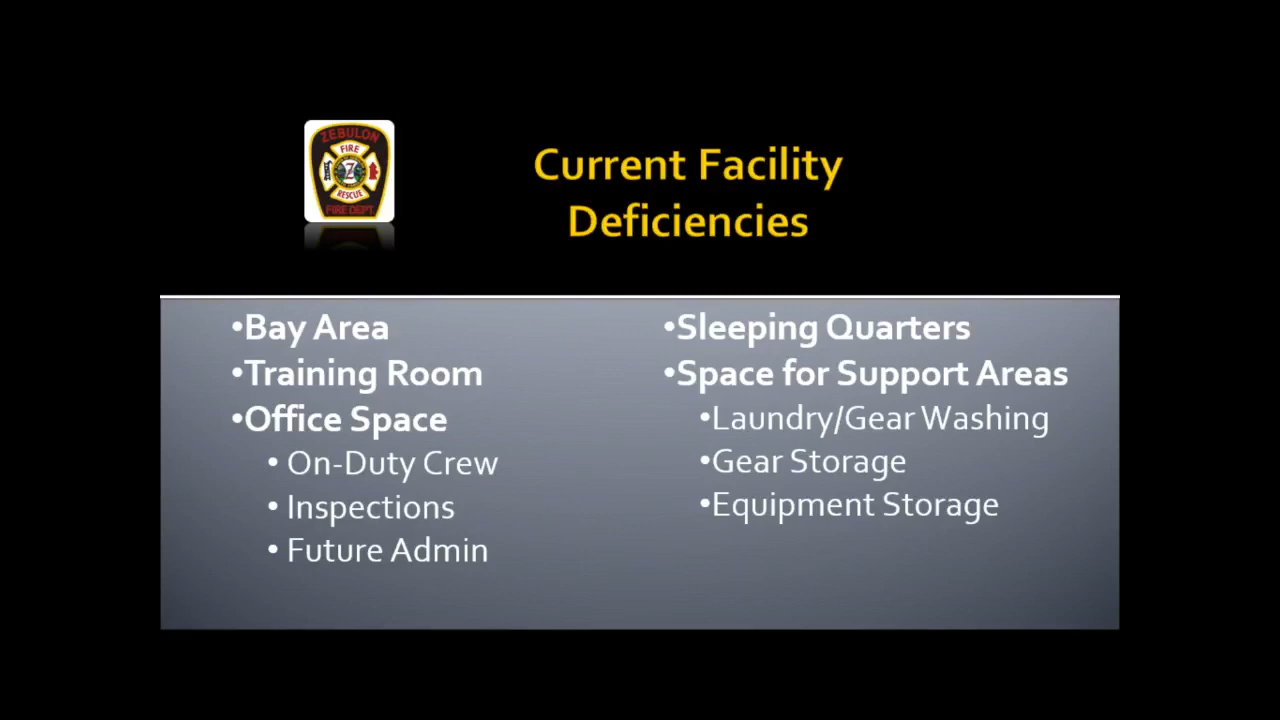 ZEBULON
FIRE
Z
RESCUE
FIRE DEPT.
Current Facility
Deficiencies
•Bay Area
•Training Room
•Office Space
• On-Duty Crew
• Inspections
• Future Admin
•Sleeping Quarters
•Space for Support Areas
•Laundry/Gear Washing
•Gear Storage
•Equipment Storage